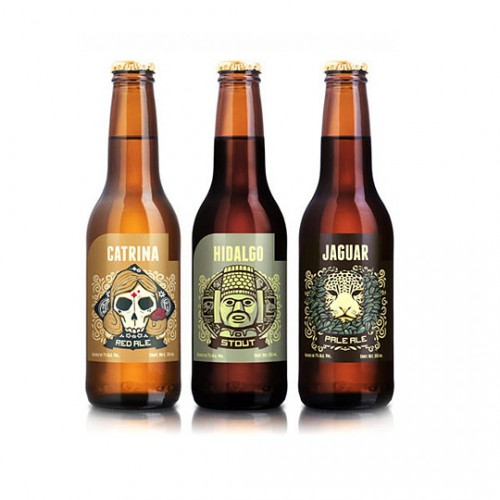 CATRINA
RED ALE
HIDALGO
STOUT
JAGUAR
PALE ALE